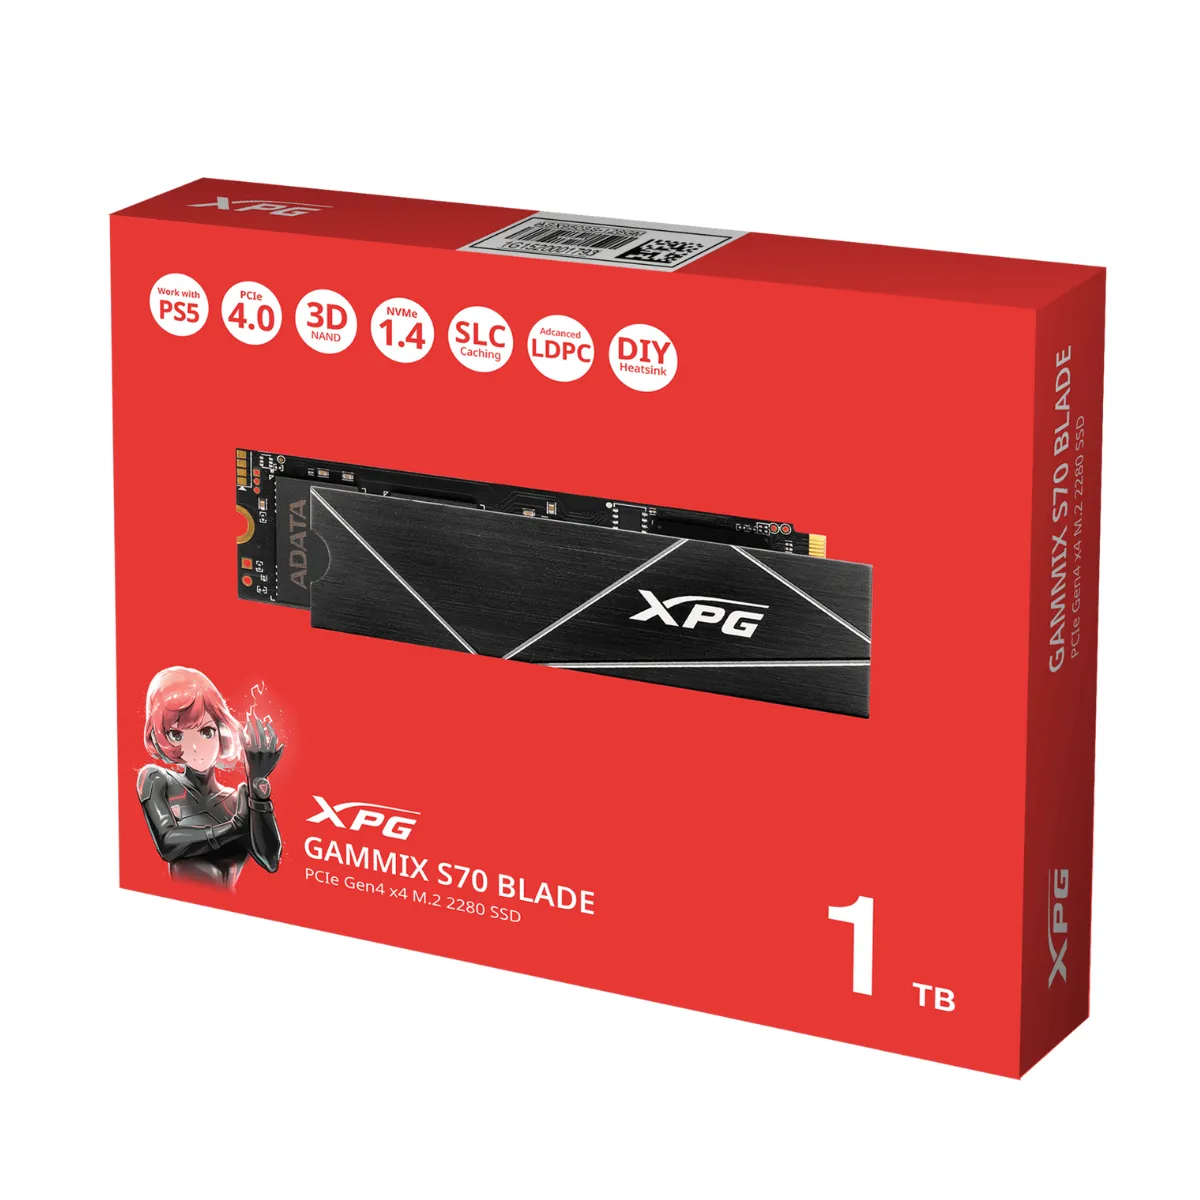 XPG
1G1520001793
Work with
PS5
PCIe
4.0
3D
NAND
NVMe
1.4
SLC
Caching
Adcanced
LDPC
DIY
Heatsink
ADATA
XPG
XPG
GAMMIX S70 BLADE
PCIe Gen4 x4 M.2 2280 SSD
1
TB
GAMMIX S70 BLADE
PCIe Gen4 x4 M.2 2280 SSD
XPG